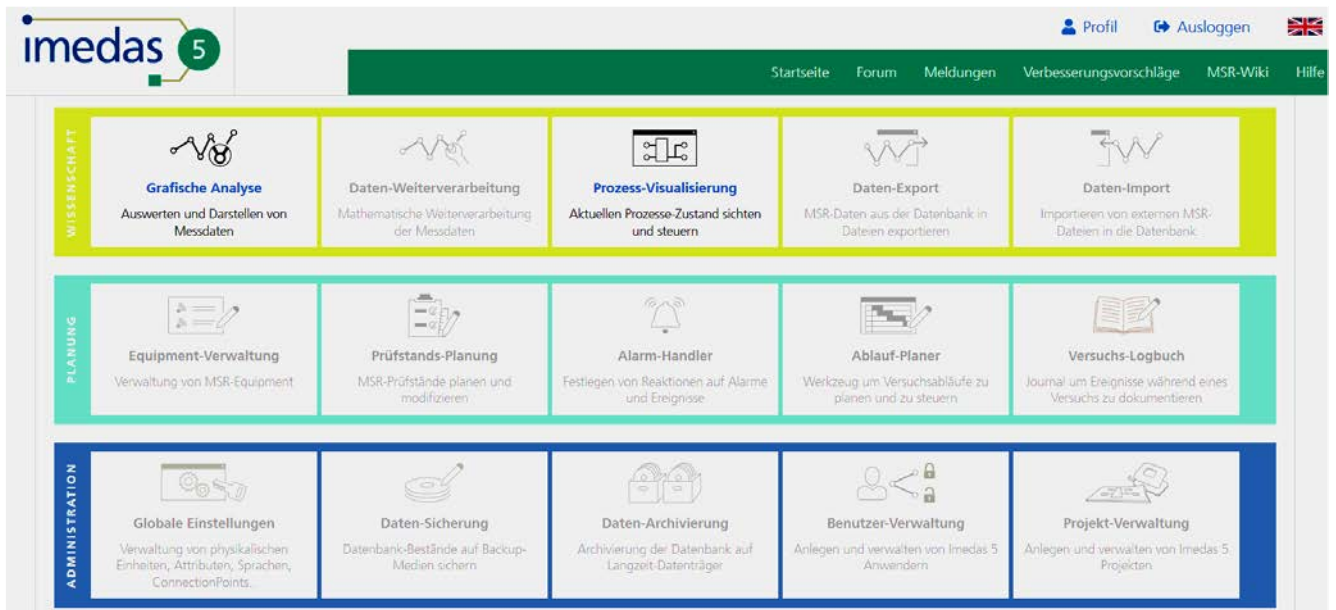 imedas 5
Profil Ausloggen
Startseite Forum Meldungen Verbesserungsvorschläge MSR-Wiki Hilfe
WISSENSCHAFT
Grafische Analyse
Auswerten und Darstellen von
Messdaten
Daten-Weiterverarbeitung
Mathematische Weiterverarbeitung
der Messdaten
Prozess-Visualisierung
Aktuellen Prozesse-Zustand sichten
und steuern
Daten-Export
MSR-Daten aus der Datenbank in
Dateien exportieren
Daten-Import
Importieren von externen MSR-
Dateien in die Datenbank
PLANUNG
Equipment-Verwaltung
Verwaltung von MSR-Equipment
Prüfstands-Planung
MSR-Prüfstände planen und
modifizieren
Alarm-Handler
Festlegen von Reaktionen auf Alarme
und Ereignisse
Ablauf-Planer
Werkzeug um Versuchsabläufe zu
planen und zu steuern
Versuchs-Logbuch
Journal um Ereignisse während eines
Versuchs zu dokumentieren
ADMINISTRATION
Globale Einstellungen
Verwaltung von physikalischen
Einheiten, Attributen, Sprachen,
ConnectionPoints...
Daten-Sicherung
Datenbank-Bestände auf Backup-
Medien sichern
Daten-Archivierung
Archivierung der Datenbank auf
Langzeit-Datenträger
Benutzer-Verwaltung
Anlegen und verwalten von Imedas 5
Anwendern
Projekt-Verwaltung
Anlegen und verwalten von Imedas 5
Projekten